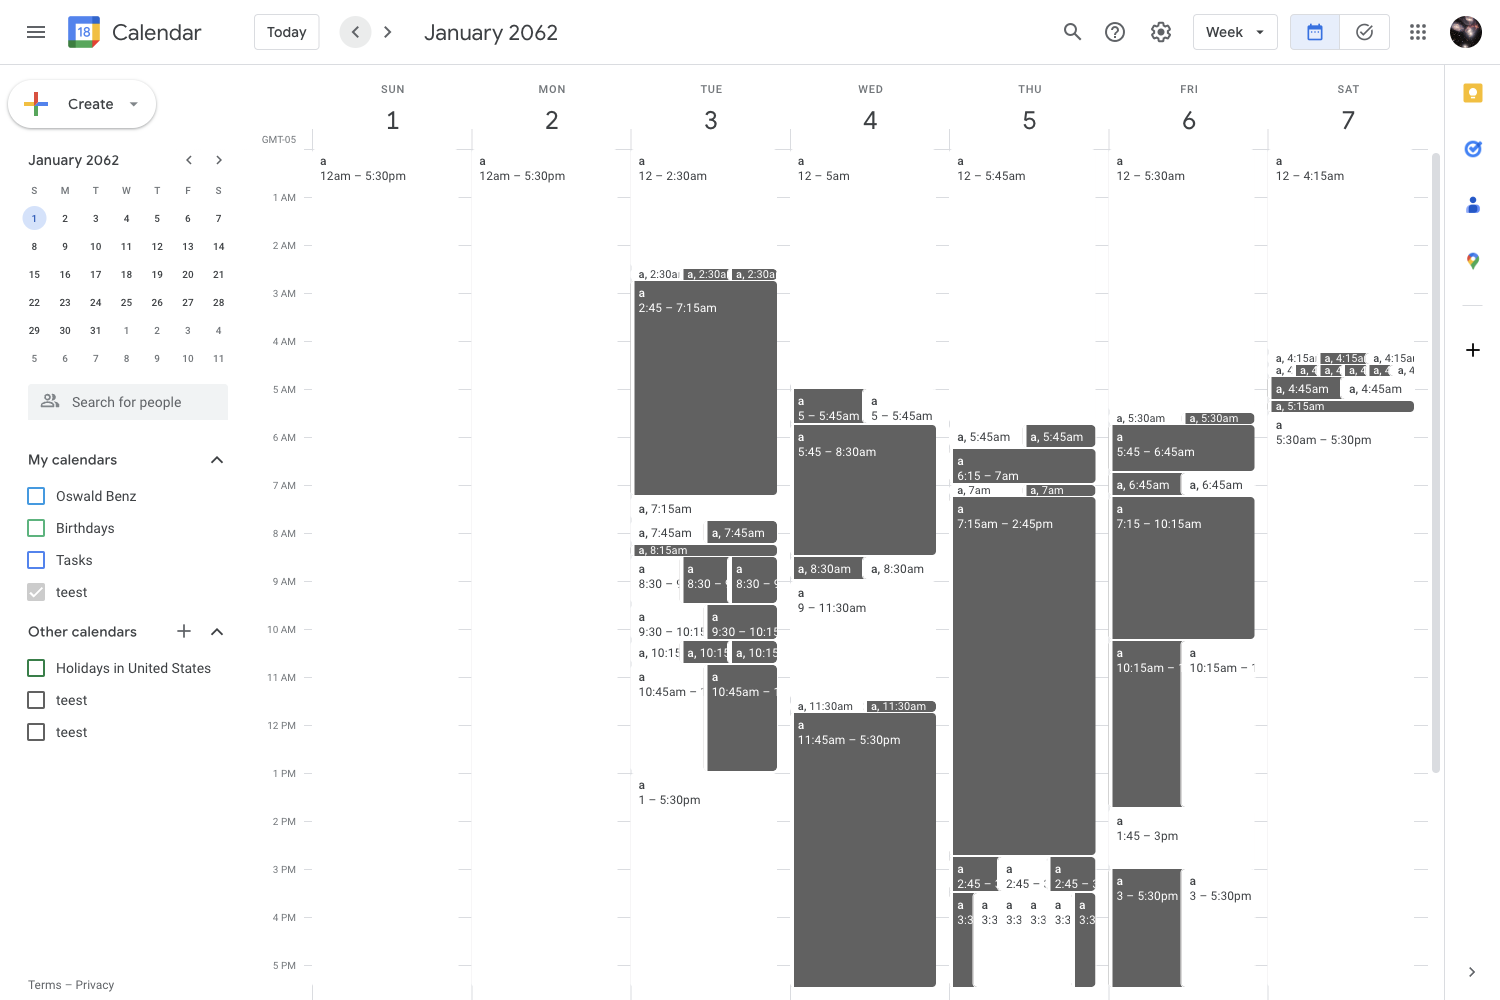 18 Calendar Today January 2062 Week
Create
January 2062
S M T W T F S
1 2 3 4 5 6 7
8 9 10 11 12 13 14
15 16 17 18 19 20 21
22 23 24 25 26 27 28
29 30 31 1 2 3 4
5 6 7 8 9 10 11
Search for people
My calendars
Oswald Benz
Birthdays
Tasks
teest
Other calendars
Holidays in United States
teest
teest
Terms – Privacy
GMT-05
SUN MON TUE WED THU FRI SAT
1 2 3 4 5 6 7
1 AM
2 AM
3 AM
4 AM
5 AM
6 AM
7 AM
8 AM
9 AM
10 AM
11 AM
12 PM
1 PM
2 PM
3 PM
4 PM
5 PM
a
12am – 5:30pm
a
12am – 5:30pm
a
12 – 2:30am
a, 2:30a a, 2:30a a, 2:30a
a
2:45 – 7:15am
a, 7:15am
a, 7:45am a, 7:45am
a, 8:15am
a a a
8:30 – 9 8:30 – 9 8:30 – 9
a a
9:30 – 10:15 9:30 – 10:15
a, 10:15 a, 10:15 a, 10:15
a a
10:45am – 1 10:45am – 1
a
1 – 5:30pm
a
12 – 5am
a a
5 – 5:45am 5 – 5:45am
a
5:45 – 8:30am
a, 8:30am a, 8:30am
a
9 – 11:30am
a, 11:30am a, 11:30am
a
11:45am – 5:30pm
a
12 – 5:45am
a, 5:45am a, 5:45am
a
6:15 – 7am
a, 7am a, 7am
a
7:15am – 2:45pm
a a a
2:45 – 3 2:45 – 3 2:45 – 3
a a a a a a
3:3 3:3 3:3 3:3 3:3 3:3
a
12 – 5:30am
a, 5:30am a, 5:30am
a
5:45 – 6:45am
a, 6:45am a, 6:45am
a
7:15 – 10:15am
a a
10:15am – 1 10:15am – 1
a
1:45 – 3pm
a a
3 – 5:30pm 3 – 5:30pm
a
12 – 4:15am
a, 4:15a a, 4:15a a, 4:15a
a, 4 a, 4 a, 4 a, 4 a, 4 a, 4
a, 4:45am a, 4:45am
a, 5:15am
a
5:30am – 5:30pm